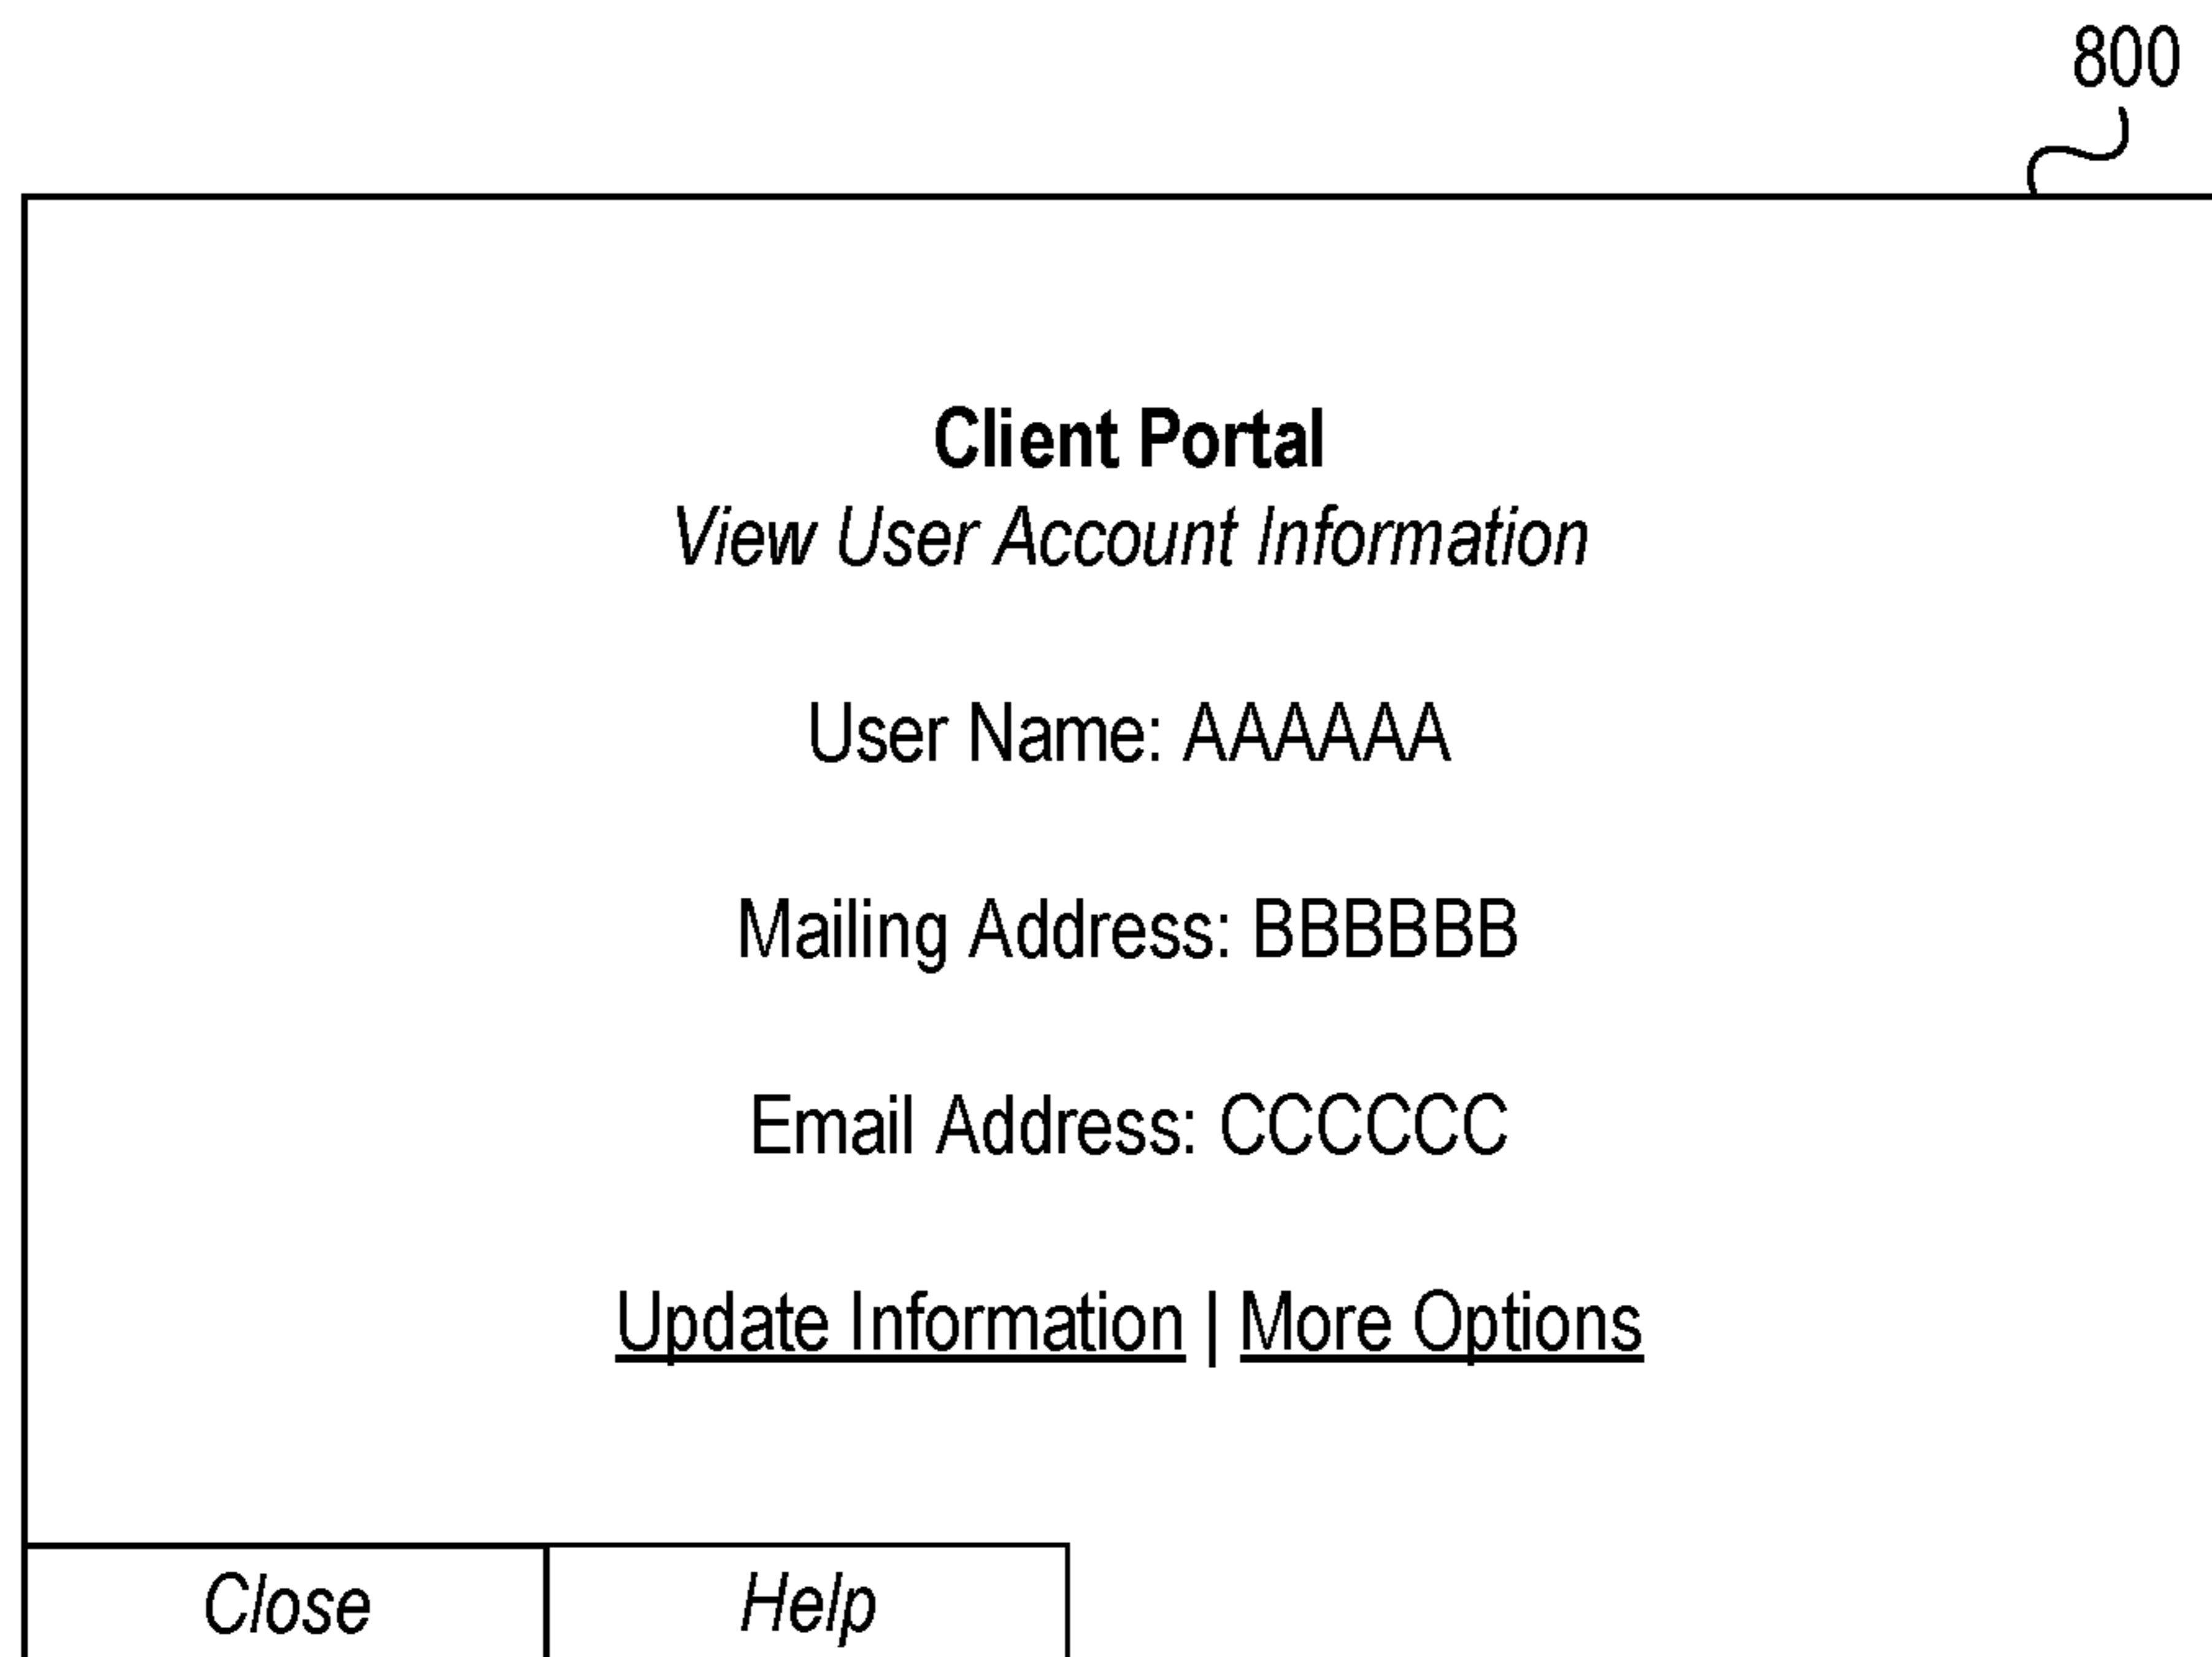 800
Client Portal
View User Account Information
User Name: AAAAAA
Mailing Address: BBBBBB
Email Address: CCCCCC
Update Information | More Options
Close Help